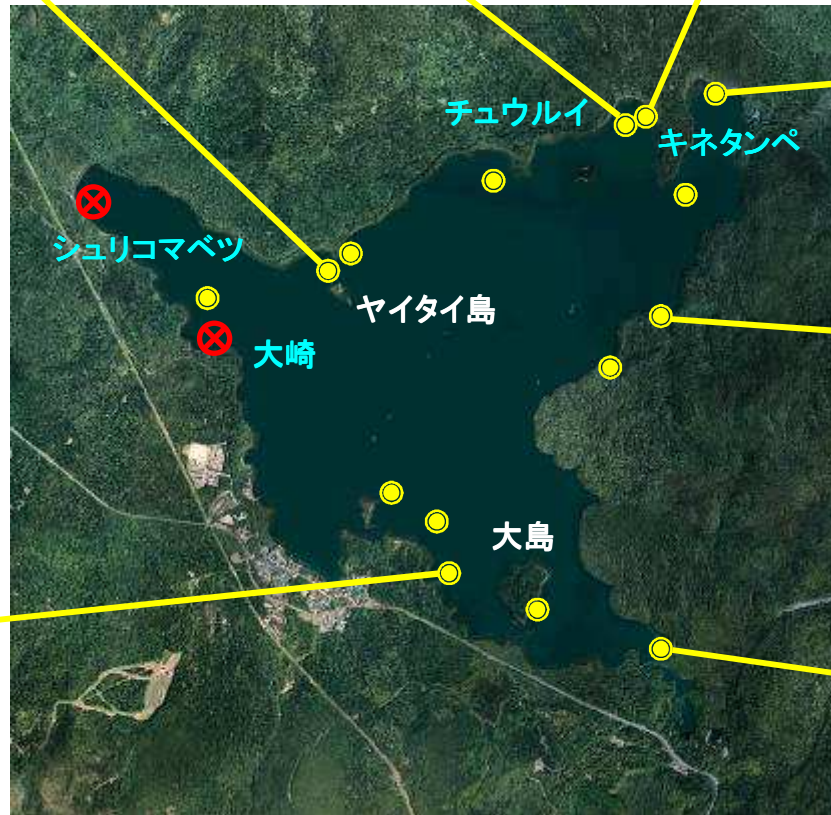 チュウルイ
キネタンペ
シュリコマベツ
ヤイタイ島
大崎
大島